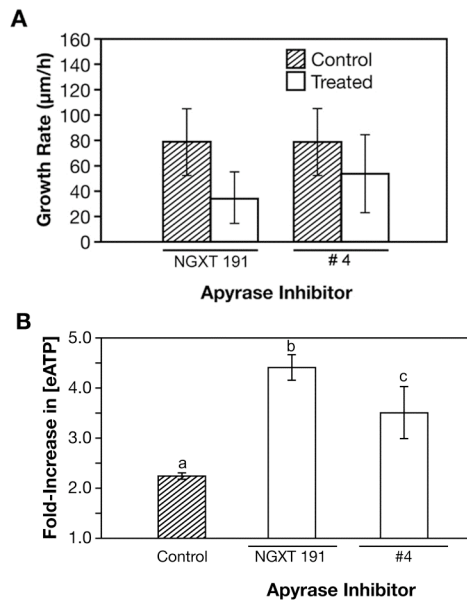 A
Growth Rate (μm/h)
160
140
120
100
80
60
40
20
0
Control
Treated
NGXT 191
# 4
Apyrase Inhibitor
B
Fold-Increase in [eATP]
5.0
4.0
3.0
2.0
1.0
a
b
c
Control
NGXT 191
#4
Apyrase Inhibitor